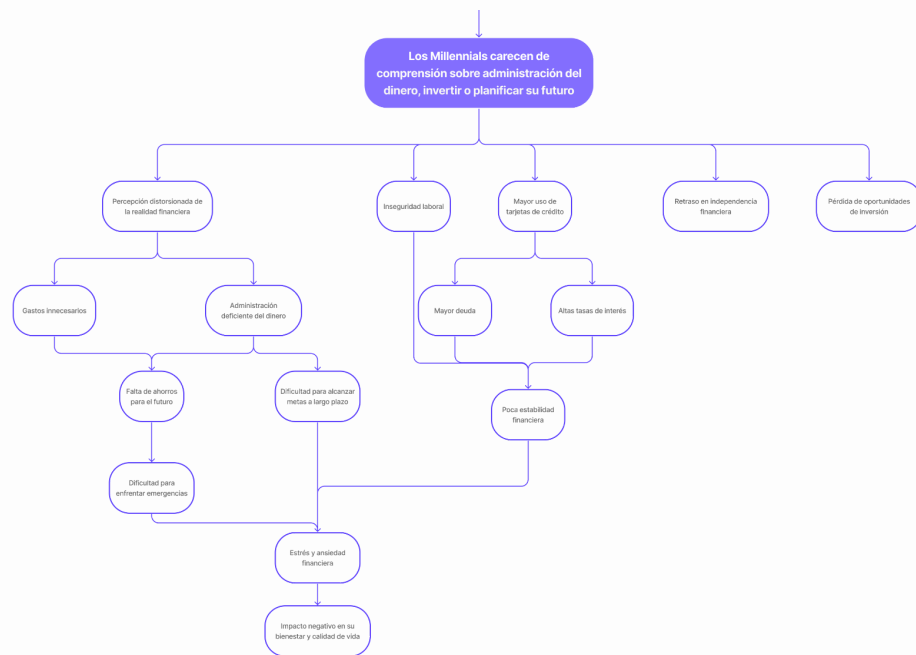 Los Millennials carecen de
comprensión sobre administración del
dinero, invertir o planificar su futuro
Percepción distorsionada de
la realidad financiera
Inseguridad laboral
Mayor uso de
tarjetas de crédito
Retraso en independencia
financiera
Pérdida de oportunidades
de inversión
Gastos innecesarios
Administración
deficiente del dinero
Mayor deuda
Altas tasas de interés
Falta de ahorros
para el futuro
Dificultad para alcanzar
metas a largo plazo
Poca estabilidad
financiera
Dificultad para
enfrentar emergencias
Estrés y ansiedad
financiera
Impacto negativo en su
bienestar y calidad de vida